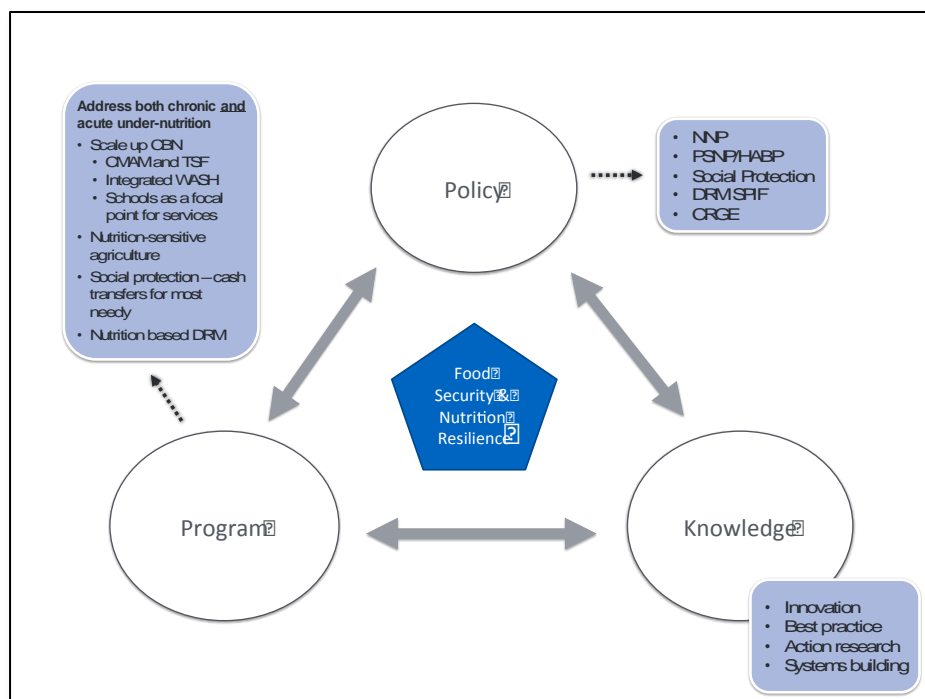 Address both chronic and
acute under-nutrition
• Scale up CBN
• CMAM and TSF
• Integrated WASH
• Schools as a focal
point for services
• Nutrition-sensitive
agriculture
• Social protection – cash
transfers for most
needy
• Nutrition based DRM
Policy
• NNP
• PSNP/HABP
• Social Protection
• DRM SPIF
• CRGE
Food
Security &
Nutrition
Resilience
Program
Knowledge
• Innovation
• Best practice
• Action research
• Systems building